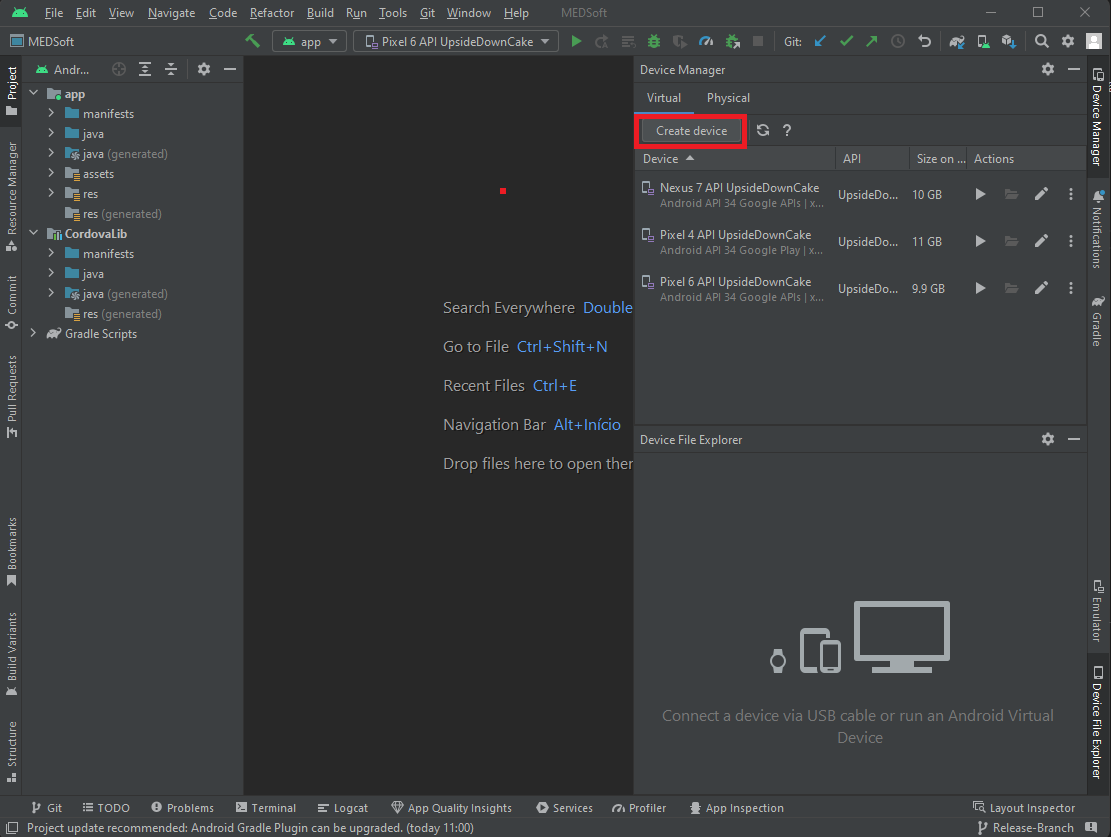 File Edit View Navigate Code Refactor Build Run Tools Git Window Help MEDSoft
MEDSoft app Pixel 6 API UpsideDownCake Git:
Project
Resource Manager
Commit
Pull Requests
Bookmarks
Build Variants
Structure
Andr...
app
manifests
java
java (generated)
assets
res
res (generated)
CordovaLib
manifests
java
java (generated)
res (generated)
Gradle Scripts
Search Everywhere Double
Go to File Ctrl+Shift+N
Recent Files Ctrl+E
Navigation Bar Alt+Início
Drop files here to open
Device Manager
Virtual Physical
Create device ?
Device API Size on ... Actions
Nexus 7 API UpsideDownCake
Android API 34 Google APIs | x...
UpsideDo... 10 GB
Pixel 4 API UpsideDownCake
Android API 34 Google Play | x...
UpsideDo... 11 GB
Pixel 6 API UpsideDownCake
Android API 34 Google APIs | x...
UpsideDo... 9.9 GB
Device File Explorer
Connect a device via USB cable or run an Android Virtual
Device
Device Manager
Notifications
Gradle
Emulator
Device File Explorer
Git TODO Problems Terminal Logcat App Quality Insights Services Profiler App Inspection Layout Inspector
Project update recommended: Android Gradle Plugin can be upgraded. (today 11:00) Release-Branch